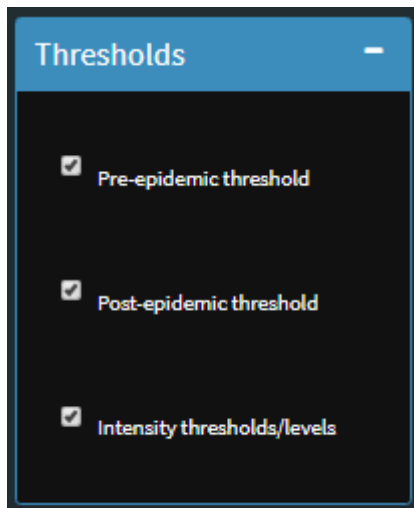 Thresholds
Pre-epidemic threshold
Post-epidemic threshold
Intensity thresholds/levels